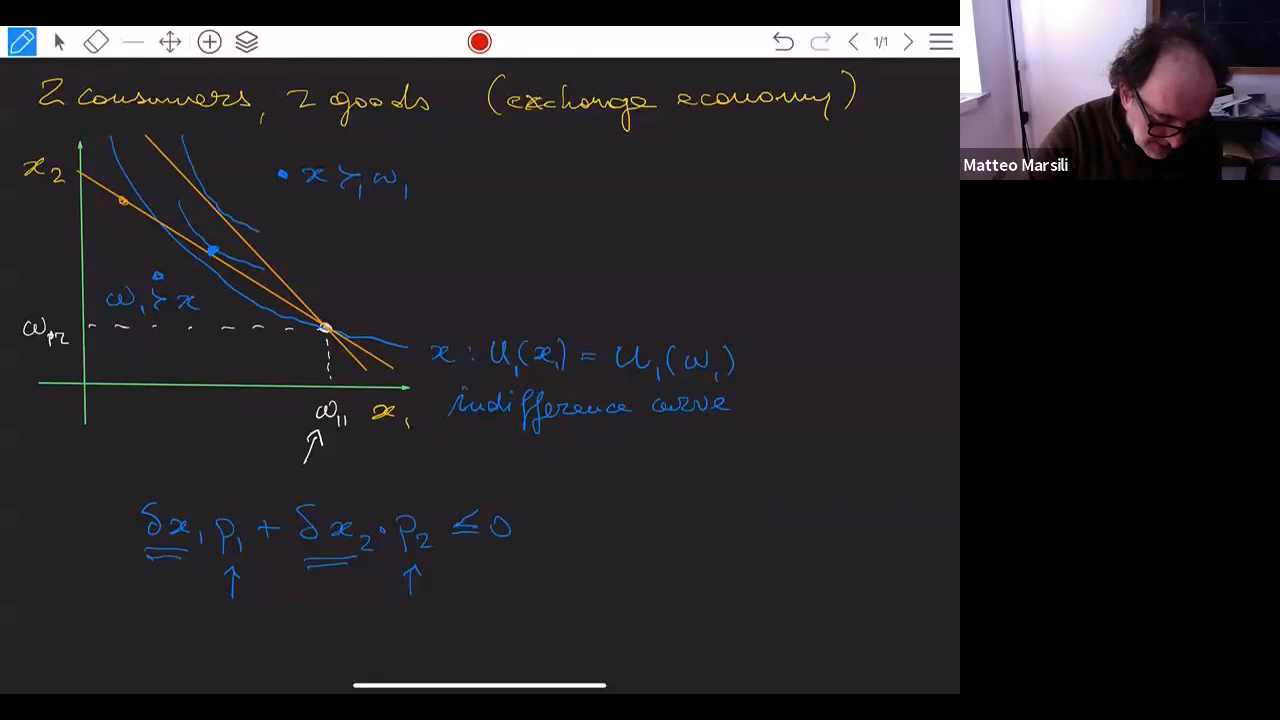 2 consumers, 2 goods (exchange economy)
1/1
Matteo Marsili
x₂
• x ≻₁ ω₁
ω₁ ≻ x
x : U₁(x₁) = U₁(ω₁)
indifference curve
ω₁₁ x₁
δx₁ p₁ + δx₂ · p₂ ≤ 0